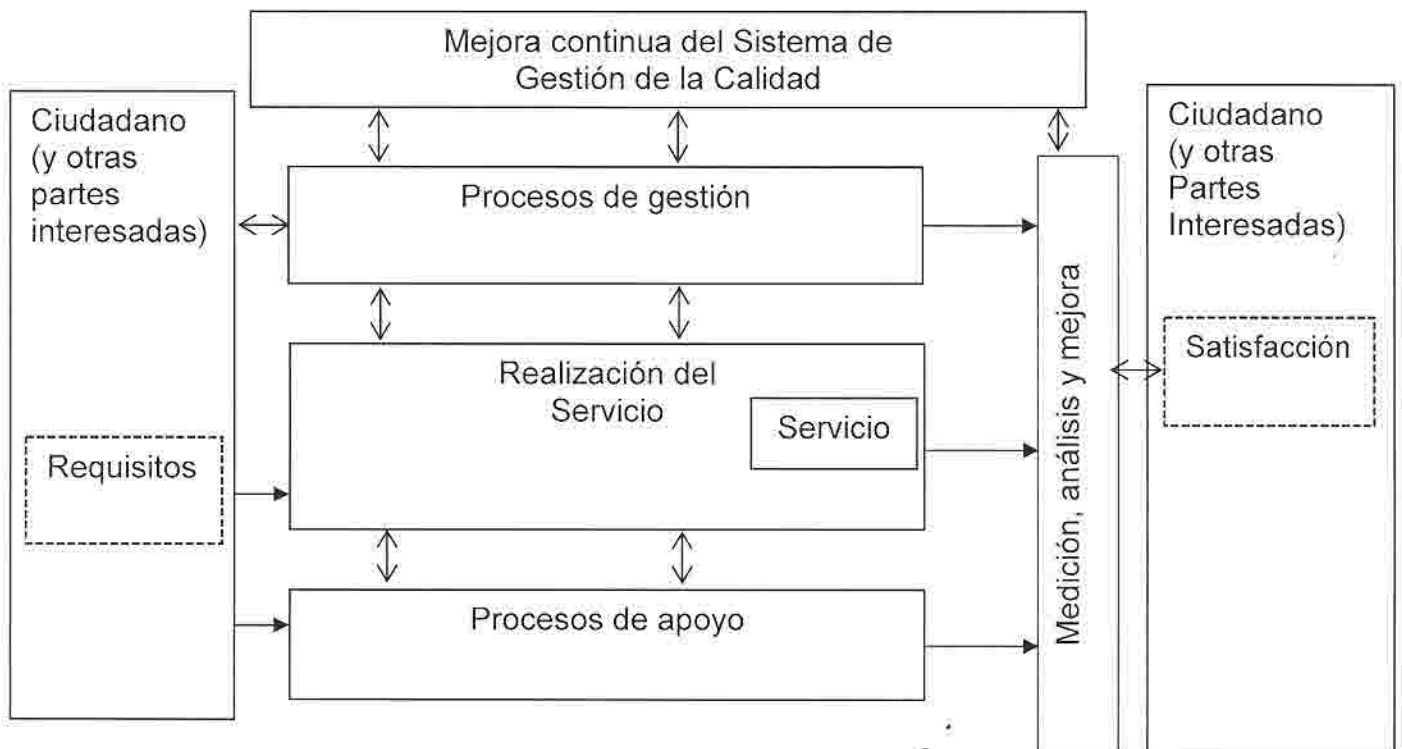 Mejora continua del Sistema de
Gestión de la Calidad
Ciudadano
(y otras
partes
interesadas)
Requisitos
Procesos de gestión
Realización del
Servicio
Servicio
Procesos de apoyo
Medición, análisis y mejora
Ciudadano
(y otras
Partes
Interesadas)
Satisfacción